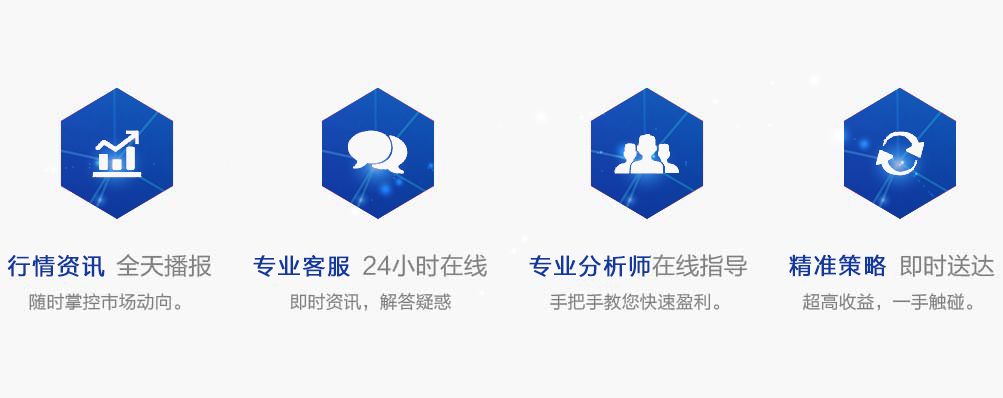 行情资讯 全天播报
随时掌控市场动向。
专业客服 24小时在线
即时资讯，解答疑惑
专业分析师在线指导
手把手教您快速盈利。
精准策略 即时送达
超高收益，一手触碰。